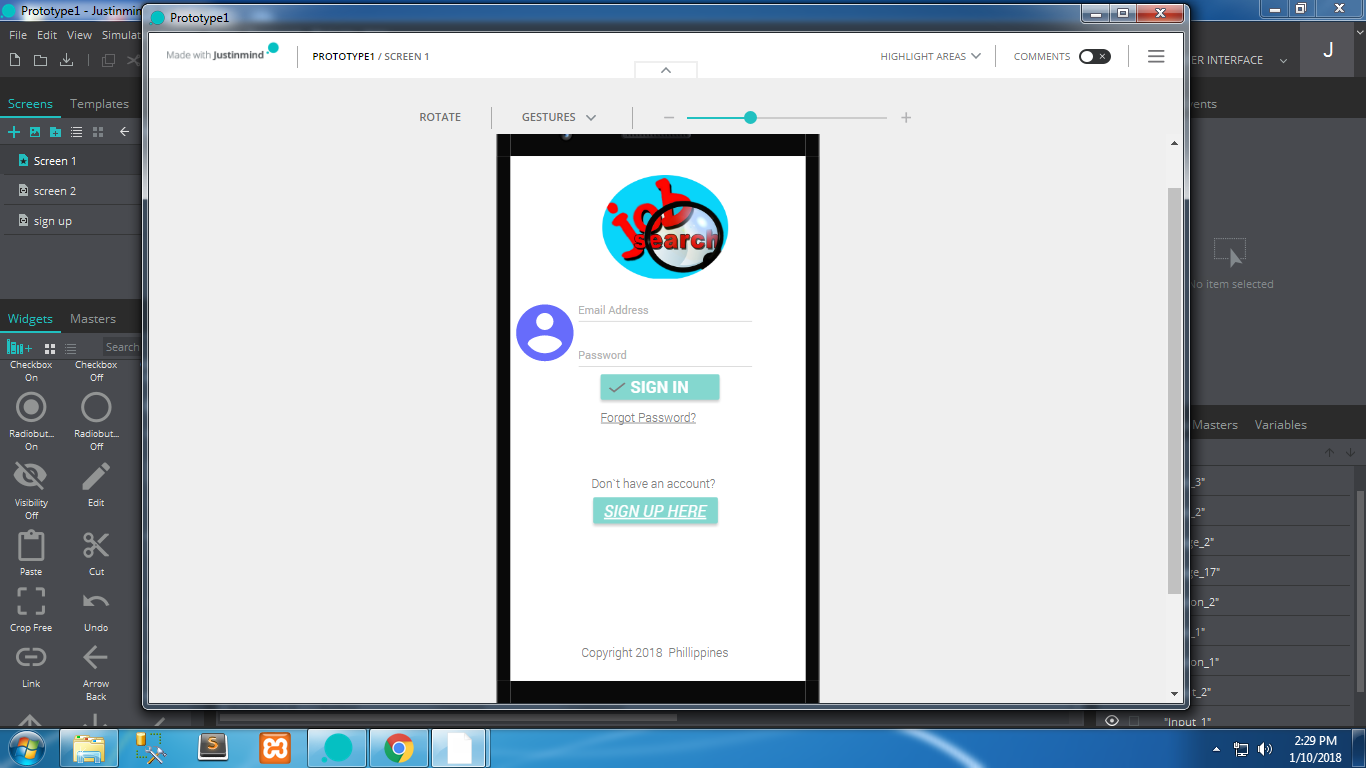 Prototype1 - Justinmin
Prototype1
File Edit View Simulat
Made with Justinmind
PROTOTYPE1 / SCREEN 1
HIGHLIGHT AREAS
COMMENTS
ER INTERFACE
J
Screens Templates
ents
ROTATE
GESTURES
Screen 1
screen 2
sign up
job
search
No item selected
Email Address
Password
SIGN IN
Forgot Password?
Don`t have an account?
SIGN UP HERE
Copyright 2018 Phillippines
Widgets Masters
Search
Checkbox On
Checkbox Off
Radiobut... On
Radiobut... Off
Visibility Off
Edit
Paste
Cut
Crop Free
Undo
Link
Arrow Back
Masters Variables
_3"
_2"
ge_2"
ge_17"
on_2"
_1"
on_1"
t_2"
"Input_1"
2:29 PM
1/10/2018